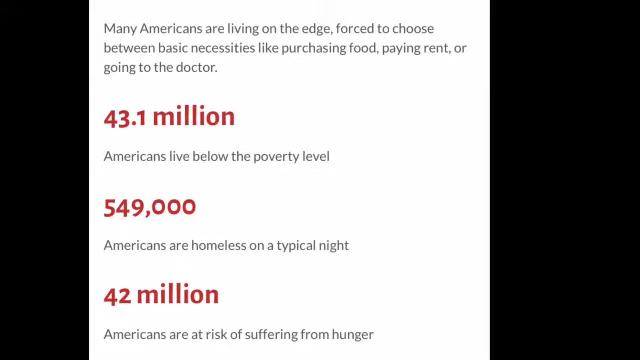 Many Americans are living on the edge, forced to choose
between basic necessities like purchasing food, paying rent, or
going to the doctor.
43.1 million
Americans live below the poverty level
549,000
Americans are homeless on a typical night
42 million
Americans are at risk of suffering from hunger